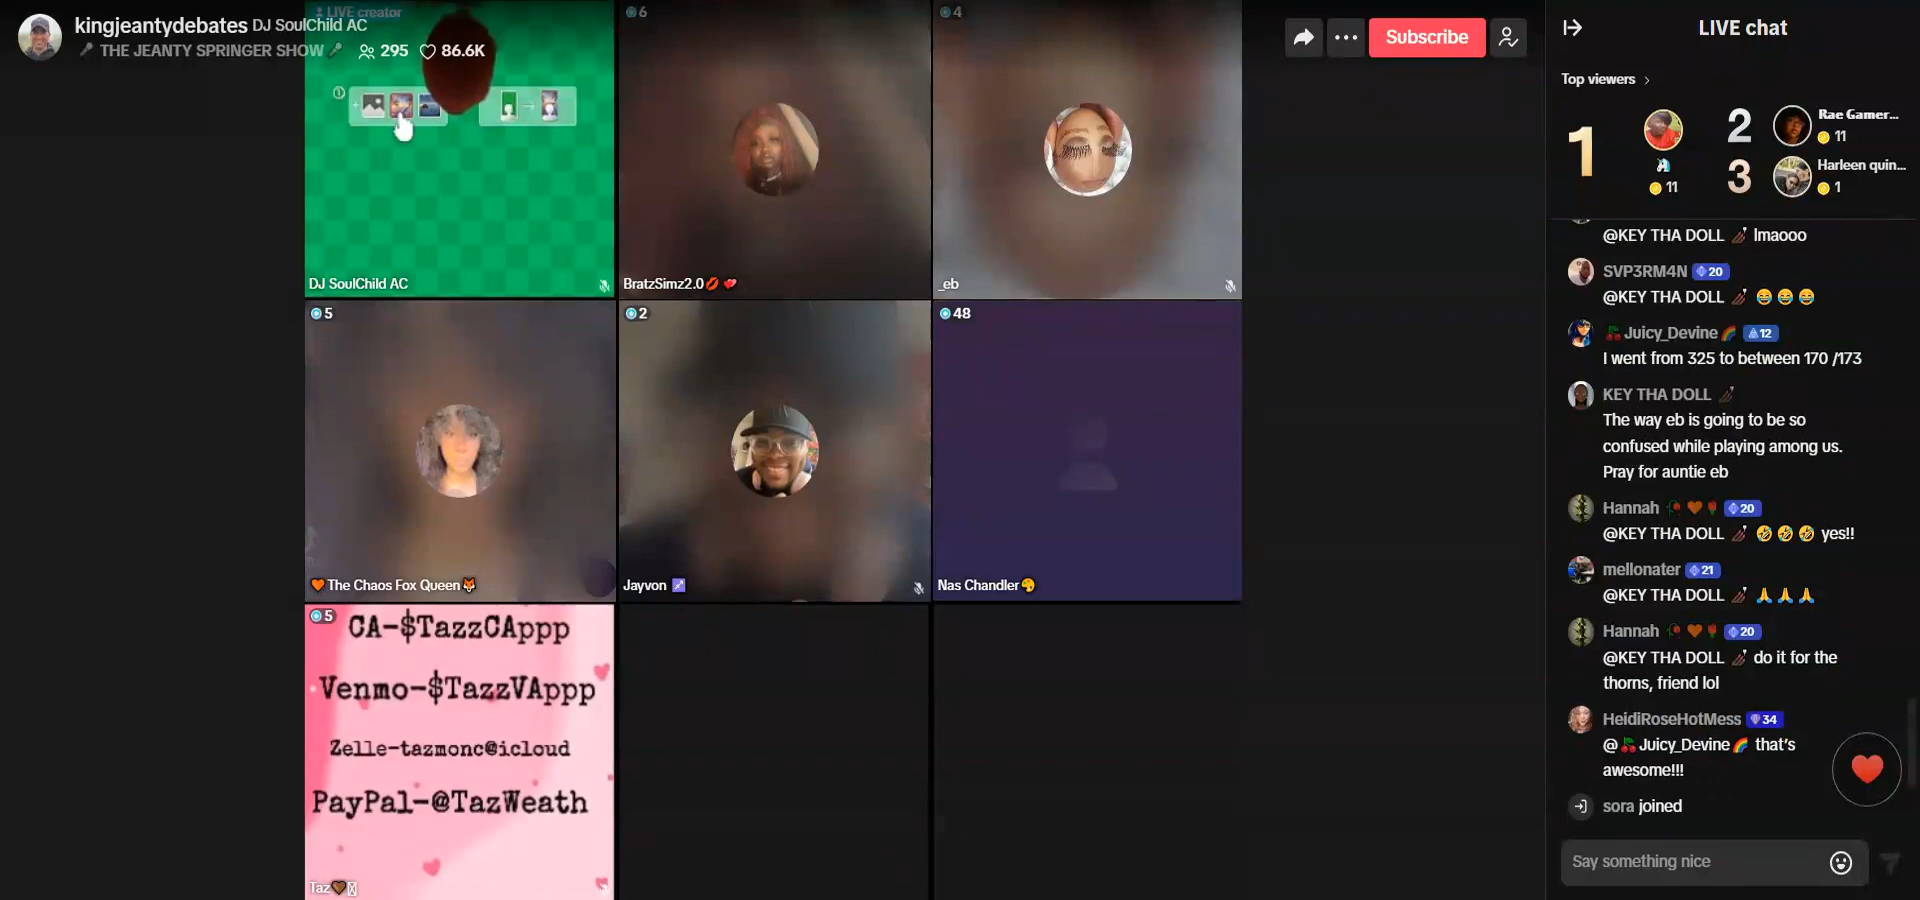 kingjeantydebates DJ SoulChild AC
THE JEANTY SPRINGER SHOW 295 86.6K
LIVE creator
Subscribe
DJ SoulChild AC
6
BratzSimz2.0
4
_eb
5
The Chaos Fox Queen
2
Jayvon
48
Nas Chandler
5
CA-$TazzCAppp
Venmo-$TazzVAppp
Zelle-tazmonc@icloud
PayPal-@TazWeath
Taz
LIVE chat
Top viewers
1
11
2
Rae Gamer...
11
3
Harleen quin...
1
@KEY THA DOLL lmaooo
SVP3RM4N 20
@KEY THA DOLL 😂😂😂
Juicy_Devine 12
I went from 325 to between 170 /173
KEY THA DOLL
The way eb is going to be so
confused while playing among us.
Pray for auntie eb
Hannah 20
@KEY THA DOLL 🤣🤣🤣 yes!!
mellonater 21
@KEY THA DOLL 🙏🙏🙏
Hannah 20
@KEY THA DOLL do it for the
thorns, friend lol
HeidiRoseHotMess 34
@🍒Juicy_Devine🌈 that's
awesome!!!
sora joined
Say something nice